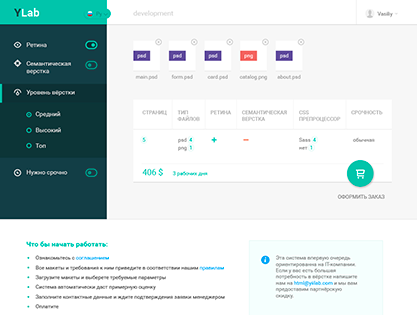 YLab
Ру
development
Vasiliy
Ретина
Семантическая
верстка
Уровень вёрстки
Средний
Высокий
Топ
Нужно срочно
psd psd psd png psd
main.psd form.psd card.psd catalog.png about.psd
СТРАНИЦ ТИП ФАЙЛОВ РЕТИНА СЕМАНТИЧЕСКАЯ ВЕРСТКА CSS ПРЕПРОЦЕССОР СРОЧНОСТЬ
5 psd 4 + − Sass 4 обычная
png 1 нет 1
406 $ 3 рабочих дня
ОФОРМИТЬ ЗАКАЗ
Что бы начать работать:
Ознакомьтесь с соглашением.
Все макеты и требования к ним приведите в соответствии нашим правилам
Загрузите макеты и выберете требуемые параметры
Система автоматически даст примерную оценку
Заполните контактные данные и ждите подтверждения заявки менеджером
Оплатите
Эта система впервую очередь
ориентирована на IT-компании.
Если у вас есть большая
потребность в вёрстке напишите
нам на html@yslab.com и мы вам
предоставим партнёрскую
скидку.